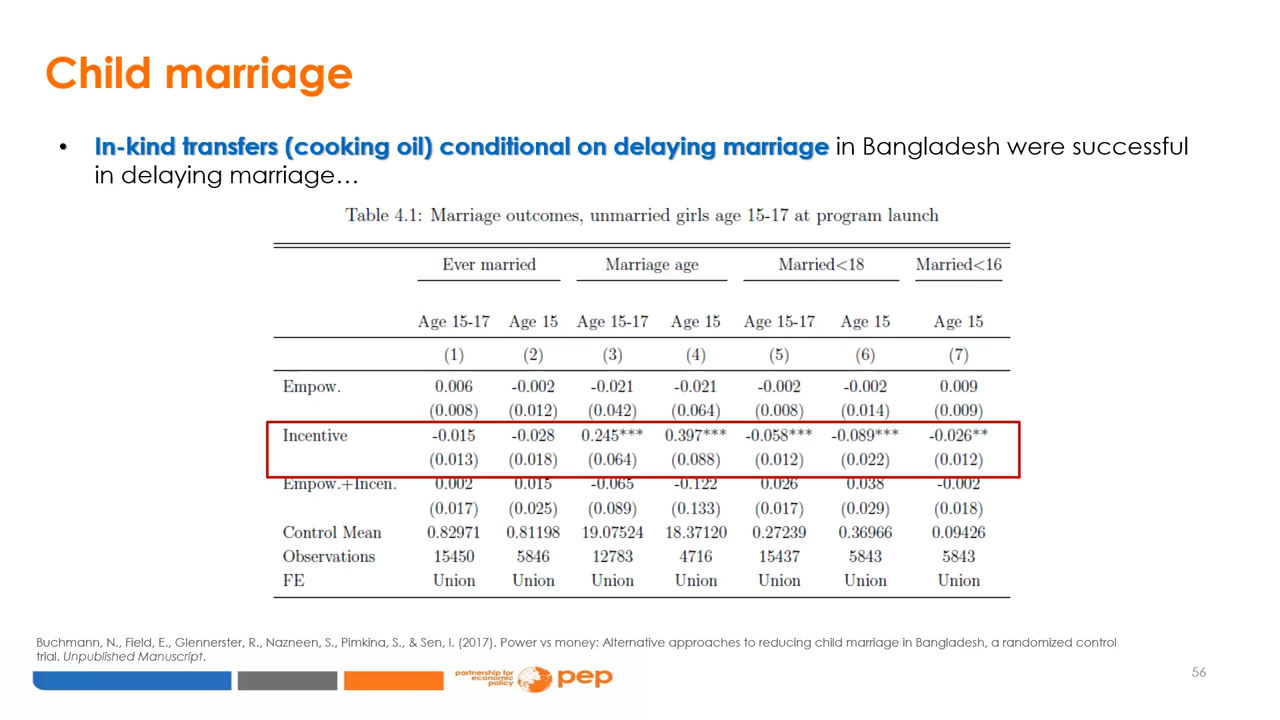 Child marriage
• In-kind transfers (cooking oil) conditional on delaying marriage in Bangladesh were successful
in delaying marriage…
Table 4.1: Marriage outcomes, unmarried girls age 15-17 at program launch
Ever married Marriage age Married<18 Married<16
Age 15-17 Age 15 Age 15-17 Age 15 Age 15-17 Age 15 Age 15
(1) (2) (3) (4) (5) (6) (7)
Empow. 0.006 -0.002 -0.021 -0.021 -0.002 -0.002 0.009
(0.008) (0.012) (0.042) (0.064) (0.008) (0.014) (0.009)
Incentive -0.015 -0.028 0.245*** 0.397*** -0.058*** -0.089*** -0.026**
(0.013) (0.018) (0.064) (0.088) (0.012) (0.022) (0.012)
Empow.+Incen. 0.002 0.015 -0.065 -0.122 0.026 0.038 -0.002
(0.017) (0.025) (0.089) (0.133) (0.017) (0.029) (0.018)
Control Mean 0.82971 0.81198 19.07524 18.37120 0.27239 0.36966 0.09426
Observations 15450 5846 12783 4716 15437 5843 5843
FE Union Union Union Union Union Union Union
Buchmann, N., Field, E., Glennerster, R., Nazneen, S., Pimkina, S., & Sen, I. (2017). Power vs money: Alternative approaches to reducing child marriage in Bangladesh, a randomized control
trial. Unpublished Manuscript.
partnership for
economic
policy
pep
56